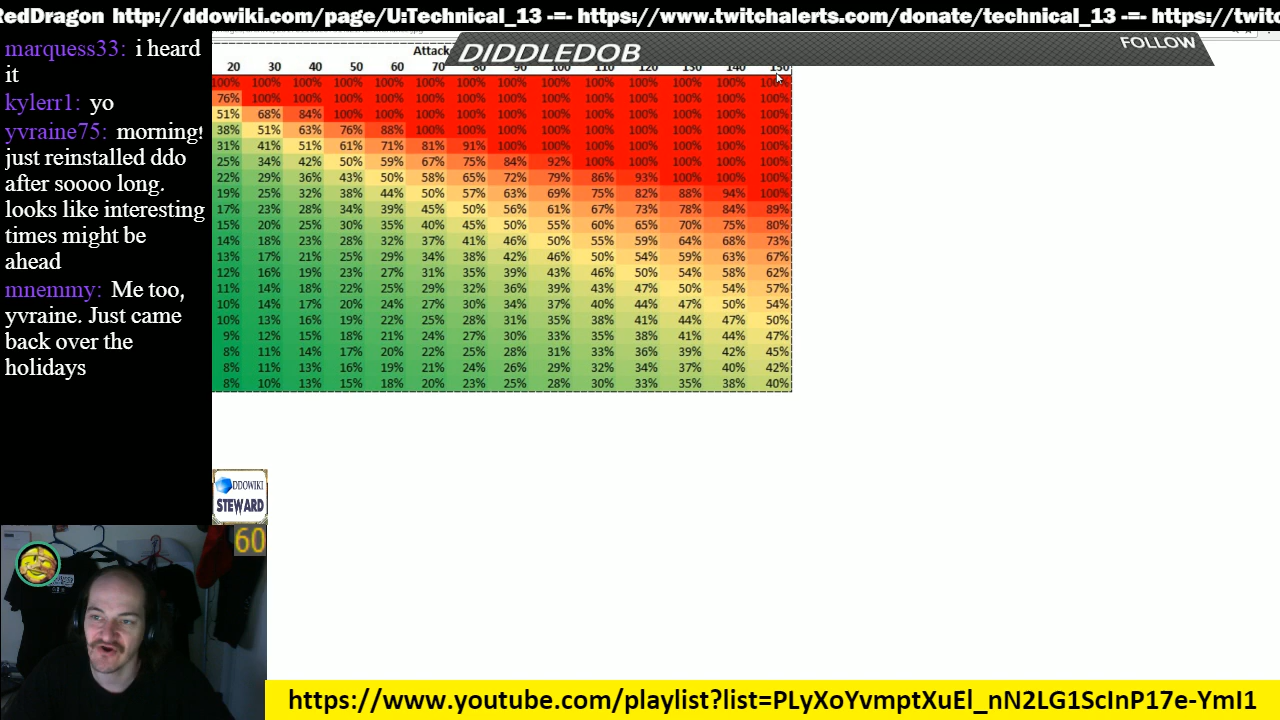 RedDragon http://ddowiki.com/page/U:Technical_13 -=- https://www.twitchalerts.com/donate/technical_13 -=- https://twitc
marquess33: i heard
it
kylerr1: yo
yvraine75: morning!
just reinstalled ddo
after soooo long.
looks like interesting
times might be
ahead
mnemmy: Me too,
yvraine. Just came
back over the
holidays
Attack
DIDDLEDOB
FOLLOW
20 30 40 50 60 70 80 90 100 110 120 130 140 150
100% 100% 100% 100% 100% 100% 100% 100% 100% 100% 100% 100% 100% 100%
76% 100% 100% 100% 100% 100% 100% 100% 100% 100% 100% 100% 100% 100%
51% 68% 84% 100% 100% 100% 100% 100% 100% 100% 100% 100% 100% 100%
38% 51% 63% 76% 88% 100% 100% 100% 100% 100% 100% 100% 100% 100%
31% 41% 51% 61% 71% 81% 91% 100% 100% 100% 100% 100% 100% 100%
25% 34% 42% 50% 59% 67% 75% 84% 92% 100% 100% 100% 100% 100%
22% 29% 36% 43% 50% 58% 65% 72% 79% 86% 93% 100% 100% 100%
19% 25% 32% 38% 44% 50% 57% 63% 69% 75% 82% 88% 94% 100%
17% 23% 28% 34% 39% 45% 50% 56% 61% 67% 73% 78% 84% 89%
15% 20% 25% 30% 35% 40% 45% 50% 55% 60% 65% 70% 75% 80%
14% 18% 23% 28% 32% 37% 41% 46% 50% 55% 59% 64% 68% 73%
13% 17% 21% 25% 29% 34% 38% 42% 46% 50% 54% 59% 63% 67%
12% 16% 19% 23% 27% 31% 35% 39% 43% 46% 50% 54% 58% 62%
11% 14% 18% 22% 25% 29% 32% 36% 39% 43% 47% 50% 54% 57%
10% 14% 17% 20% 24% 27% 30% 34% 37% 40% 44% 47% 50% 54%
10% 13% 16% 19% 22% 25% 28% 31% 35% 38% 41% 44% 47% 50%
9% 12% 15% 18% 21% 24% 27% 30% 33% 35% 38% 41% 44% 47%
8% 11% 14% 17% 20% 22% 25% 28% 31% 33% 36% 39% 42% 45%
8% 11% 13% 16% 19% 21% 24% 26% 29% 32% 34% 37% 40% 42%
8% 10% 13% 15% 18% 20% 23% 25% 28% 30% 33% 35% 38% 40%
DDOWIKI
STEWARD
60
https://www.youtube.com/playlist?list=PLyXoYvmptXuEl_nN2LG1ScInP17e-YmI1